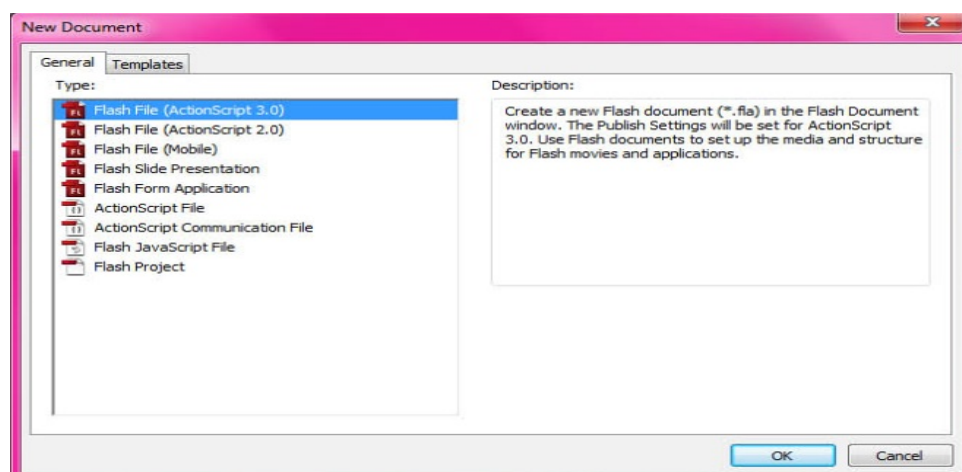 New Document
General
Templates
Type:
Flash File (ActionScript 3.0)
Flash File (ActionScript 2.0)
Flash File (Mobile)
Flash Slide Presentation
Flash Form Application
ActionScript File
ActionScript Communication File
Flash JavaScript File
Flash Project
Description:
Create a new Flash document (*.fla) in the Flash Document
window. The Publish Settings will be set for ActionScript
3.0. Use Flash documents to set up the media and structure
for Flash movies and applications.
OK
Cancel